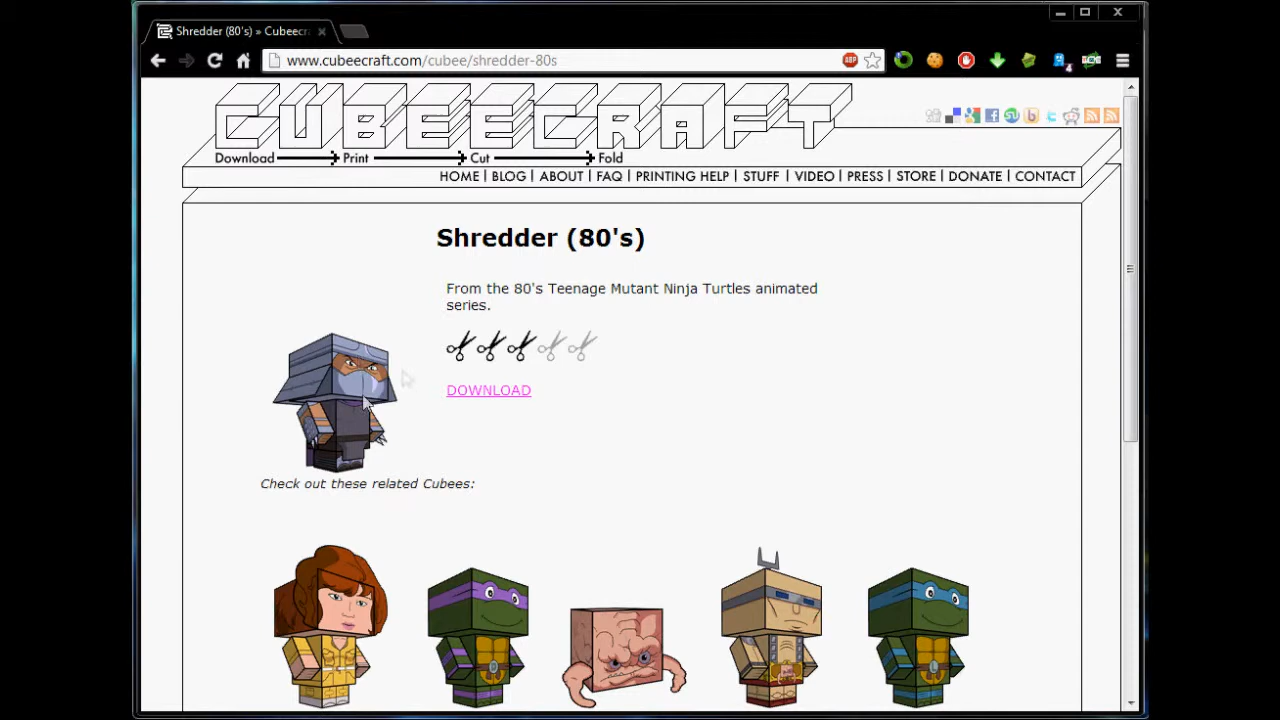 Shredder (80's) » Cubeecr
www.cubeecraft.com/cubee/shredder-80s
ABP
4
CUBEECRAFT
Download Print Cut Fold
HOME | BLOG | ABOUT | FAQ | PRINTING HELP | STUFF | VIDEO | PRESS | STORE | DONATE | CONTACT
Shredder (80's)
From the 80's Teenage Mutant Ninja Turtles animated
series.
DOWNLOAD
Check out these related Cubees: